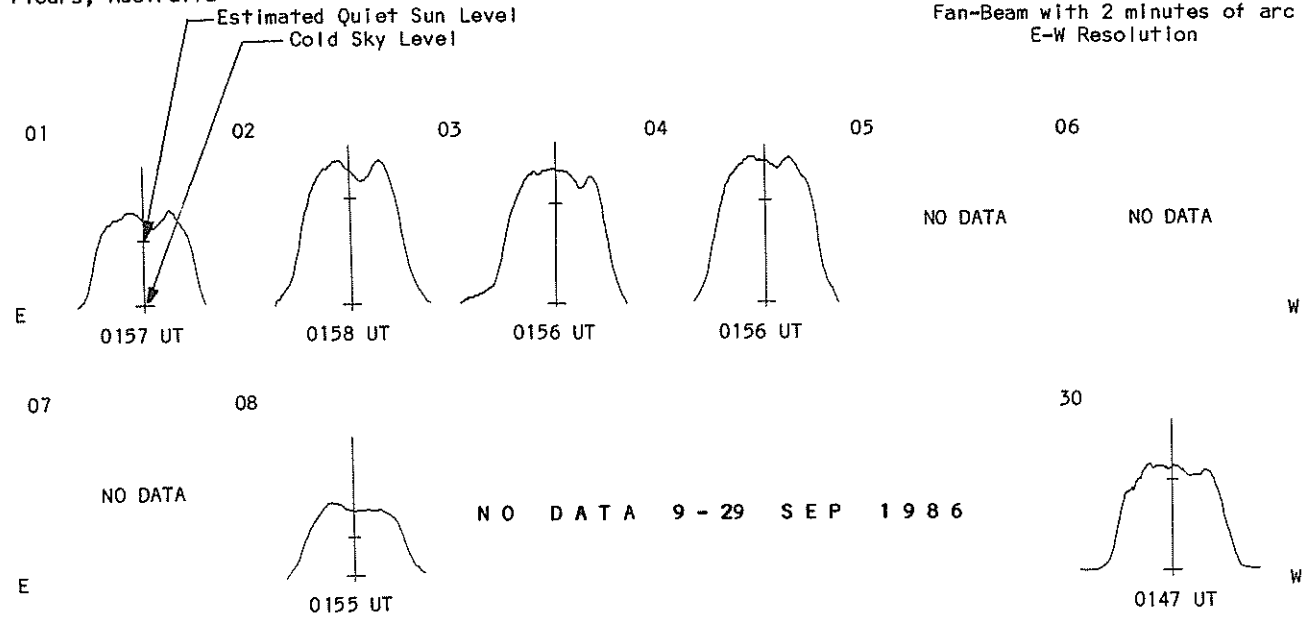 Estimated Quiet Sun Level
Cold Sky Level
Fan-Beam with 2 minutes of arc
E-W Resolution
01
02
03
04
05
06
NO DATA
NO DATA
E
W
0157 UT
0158 UT
0156 UT
0156 UT
07
08
30
NO DATA
NO DATA 9-29 SEP 1986
E
W
0155 UT
0147 UT